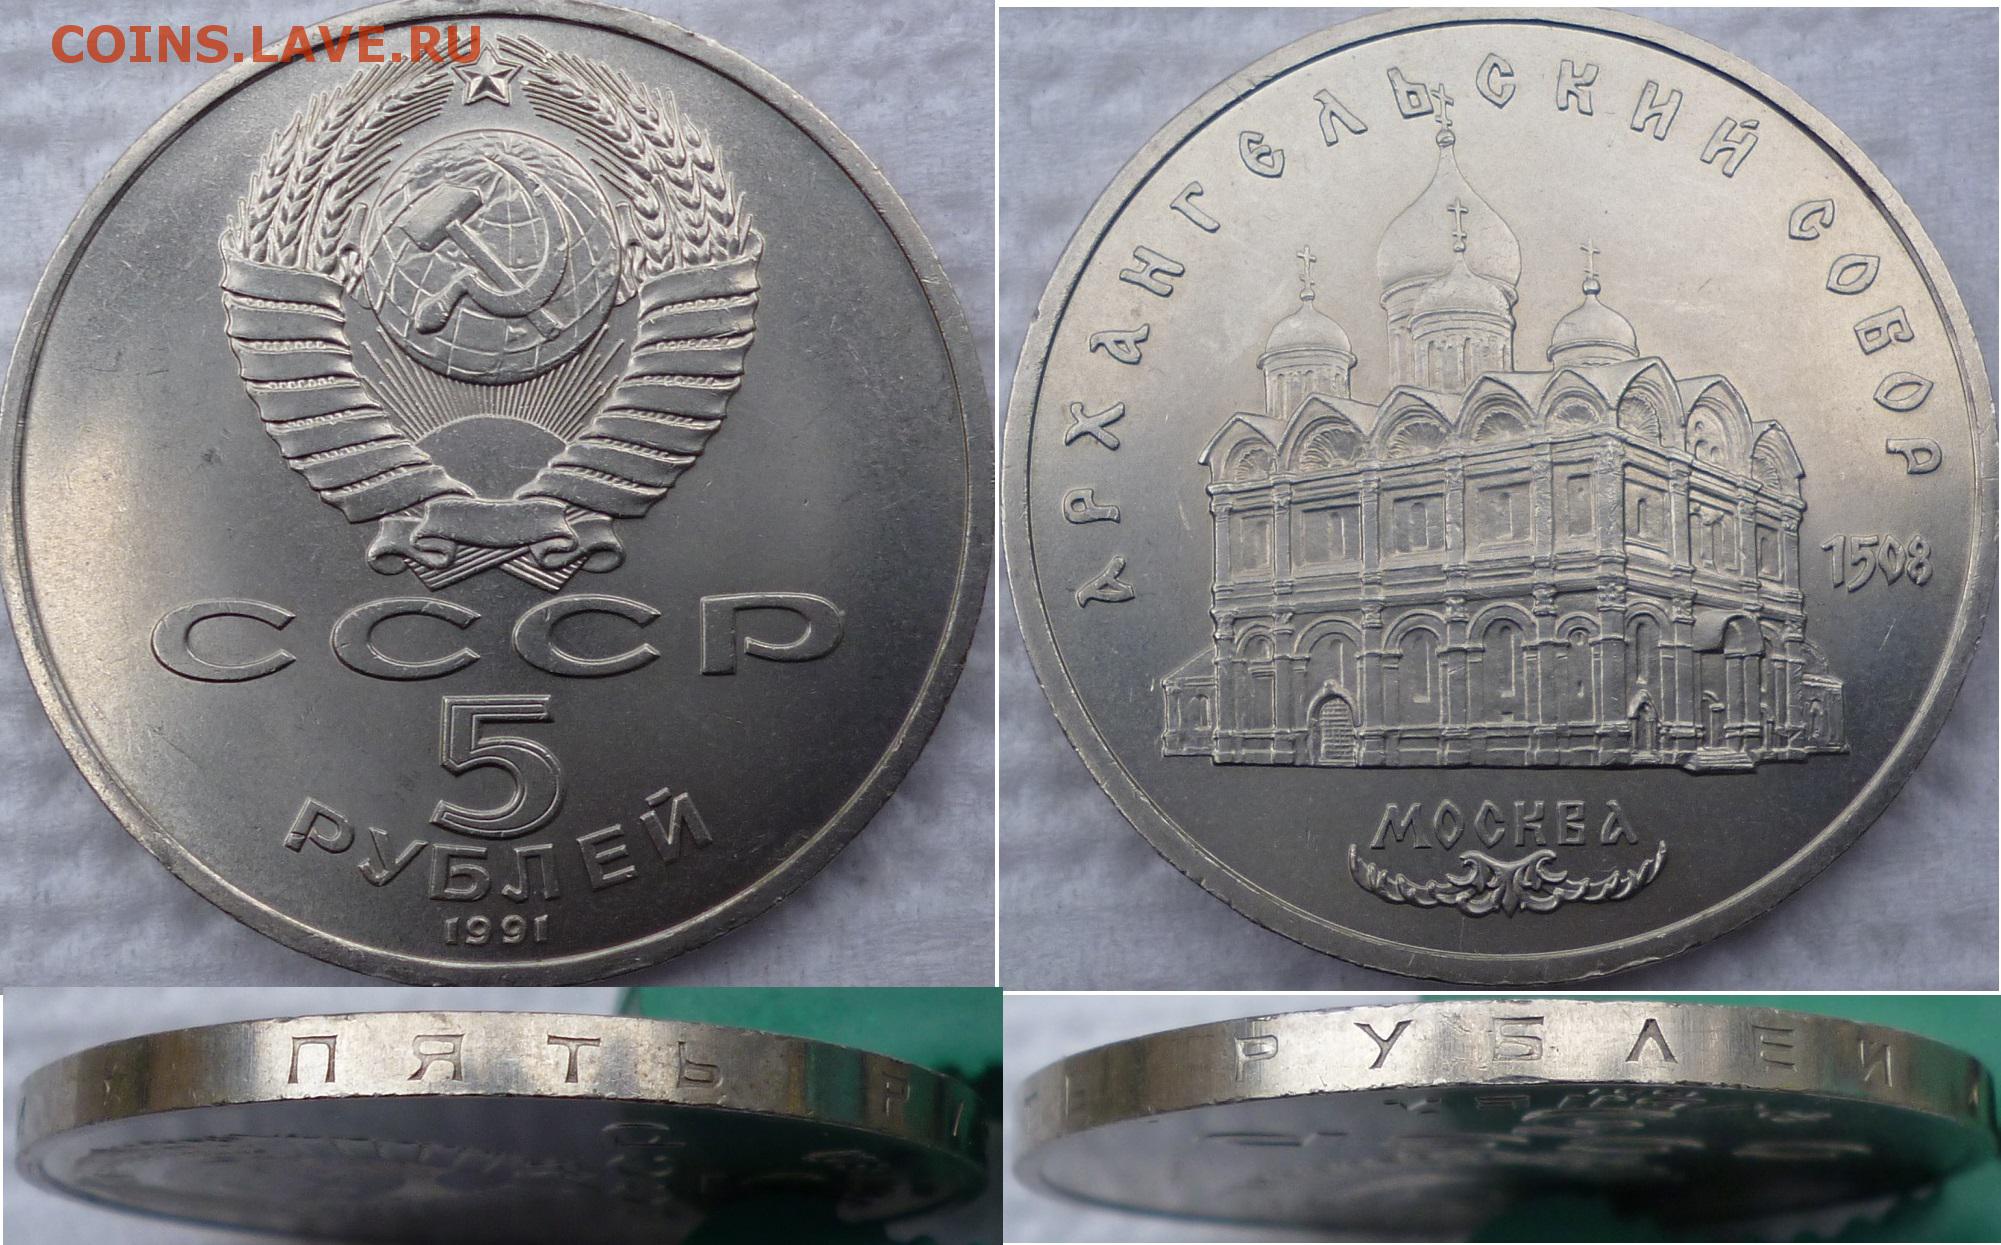 COINS.LAVE.RU
СССР
5
РУБЛЕЙ
1991
АРХАНГЕЛЬСКИЙ СОБОР
1508
МОСКВА
ПЯТЬ
РУБЛЕЙ